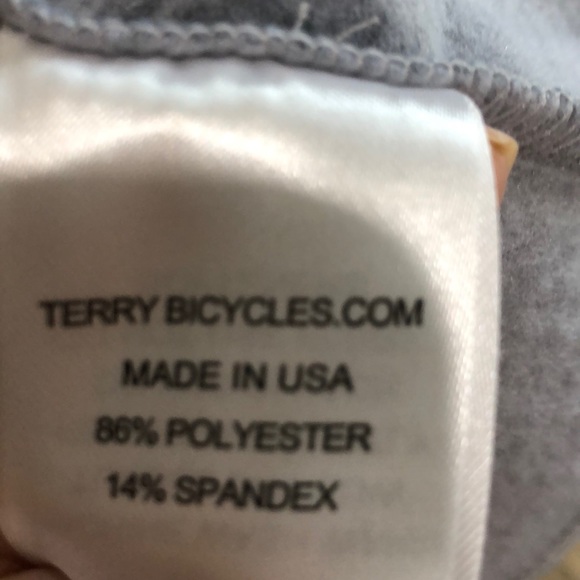 TERRY BICYCLES.COM
MADE IN USA
86% POLYESTER
14% SPANDEX